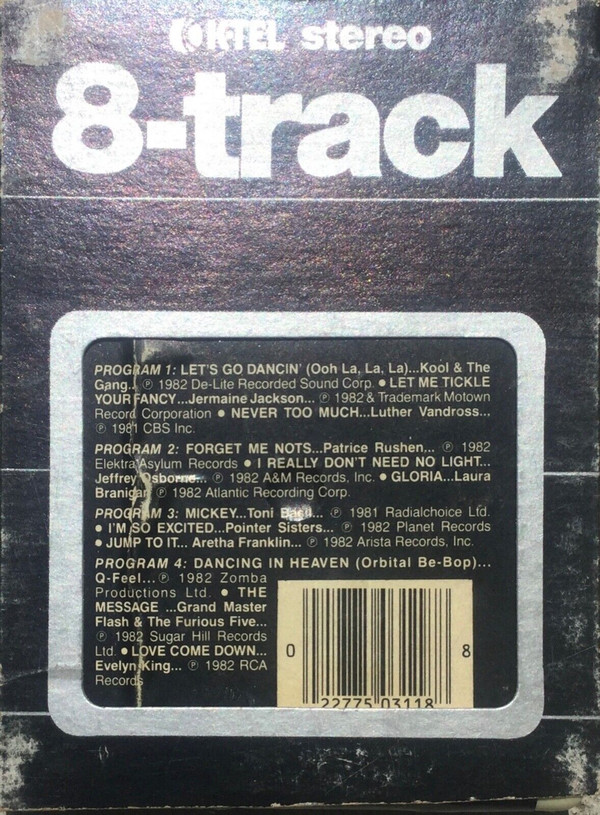 K-TEL stereo
8-track
PROGRAM 1: LET'S GO DANCIN' (Ooh La, La, La)...Kool & The
Gang... ℗ 1982 De-Lite Recorded Sound Corp. ● LET ME TICKLE
YOUR FANCY...Jermaine Jackson... ℗ 1982 & Trademark Motown
Record Corporation ● NEVER TOO MUCH...Luther Vandross...
℗ 1981 CBS Inc.
PROGRAM 2: FORGET ME NOTS...Patrice Rushen... ℗ 1982
Elektra/Asylum Records ● I REALLY DON'T NEED NO LIGHT...
Jeffrey Osborne... ℗ 1982 A&M Records, Inc. ● GLORIA...Laura
Branigan ℗ 1982 Atlantic Recording Corp.
PROGRAM 3: MICKEY...Toni Basil... ℗ 1981 Radialchoice Ltd.
● I'M SO EXCITED...Pointer Sisters... ℗ 1982 Planet Records
● JUMP TO IT... Aretha Franklin... ℗ 1982 Arista Records, Inc.
PROGRAM 4: DANCING IN HEAVEN (Orbital Be-Bop)...
Q-Feel... ℗ 1982 Zomba
Productions Ltd. ● THE
MESSAGE ...Grand Master
Flash & The Furious Five...
℗ 1982 Sugar Hill Records
Ltd. ● LOVE COME DOWN...
Evelyn King... ℗ 1982 RCA
Records
0 22775 03118 8